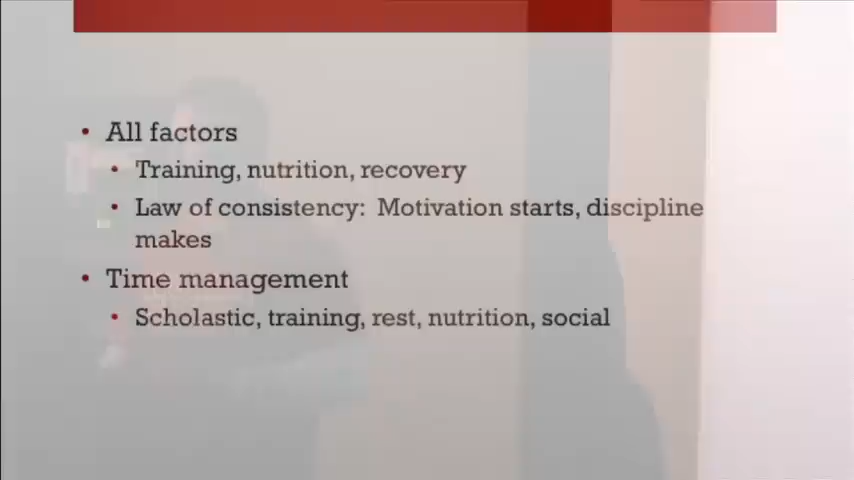 • All factors
• Training, nutrition, recovery
• Law of consistency: Motivation starts, discipline
makes
• Time management
• Scholastic, training, rest, nutrition, social